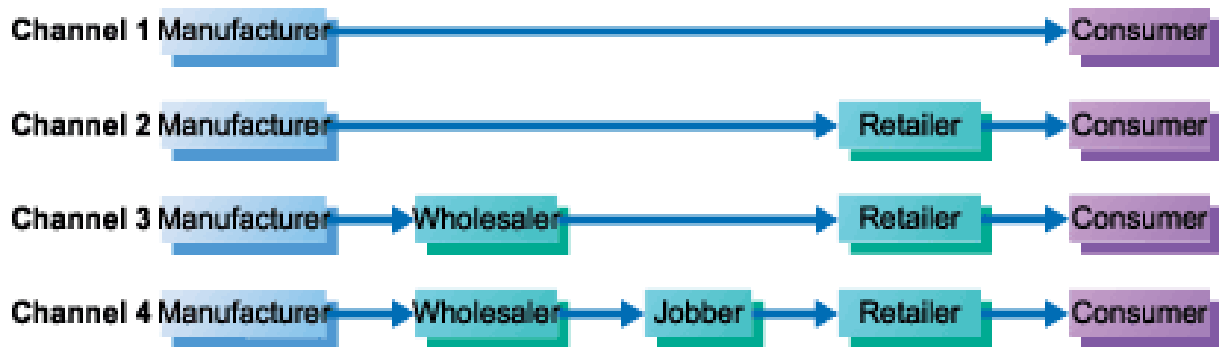 Channel 1 Manufacturer Consumer
Channel 2 Manufacturer Retailer Consumer
Channel 3 Manufacturer Wholesaler Retailer Consumer
Channel 4 Manufacturer Wholesaler Jobber Retailer Consumer